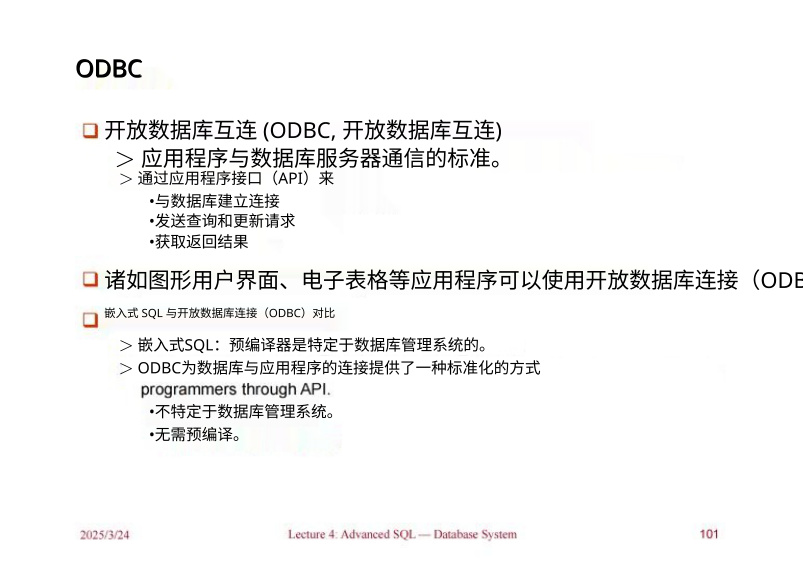 ODBC
开放数据库互连 (ODBC, 开放数据库互连)
＞ 应用程序与数据库服务器通信的标准。
＞ 通过应用程序接口（API）来
•与数据库建立连接
•发送查询和更新请求
•获取返回结果
诸如图形用户界面、电子表格等应用程序可以使用开放数据库连接（ODB
嵌入式 SQL 与开放数据库连接（ODBC）对比
＞ 嵌入式SQL：预编译器是特定于数据库管理系统的。
＞ ODBC为数据库与应用程序的连接提供了一种标准化的方式
programmers through API.
•不特定于数据库管理系统。
•无需预编译。
2025/3/24 Lecture 4: Advanced SQL — Database System 101